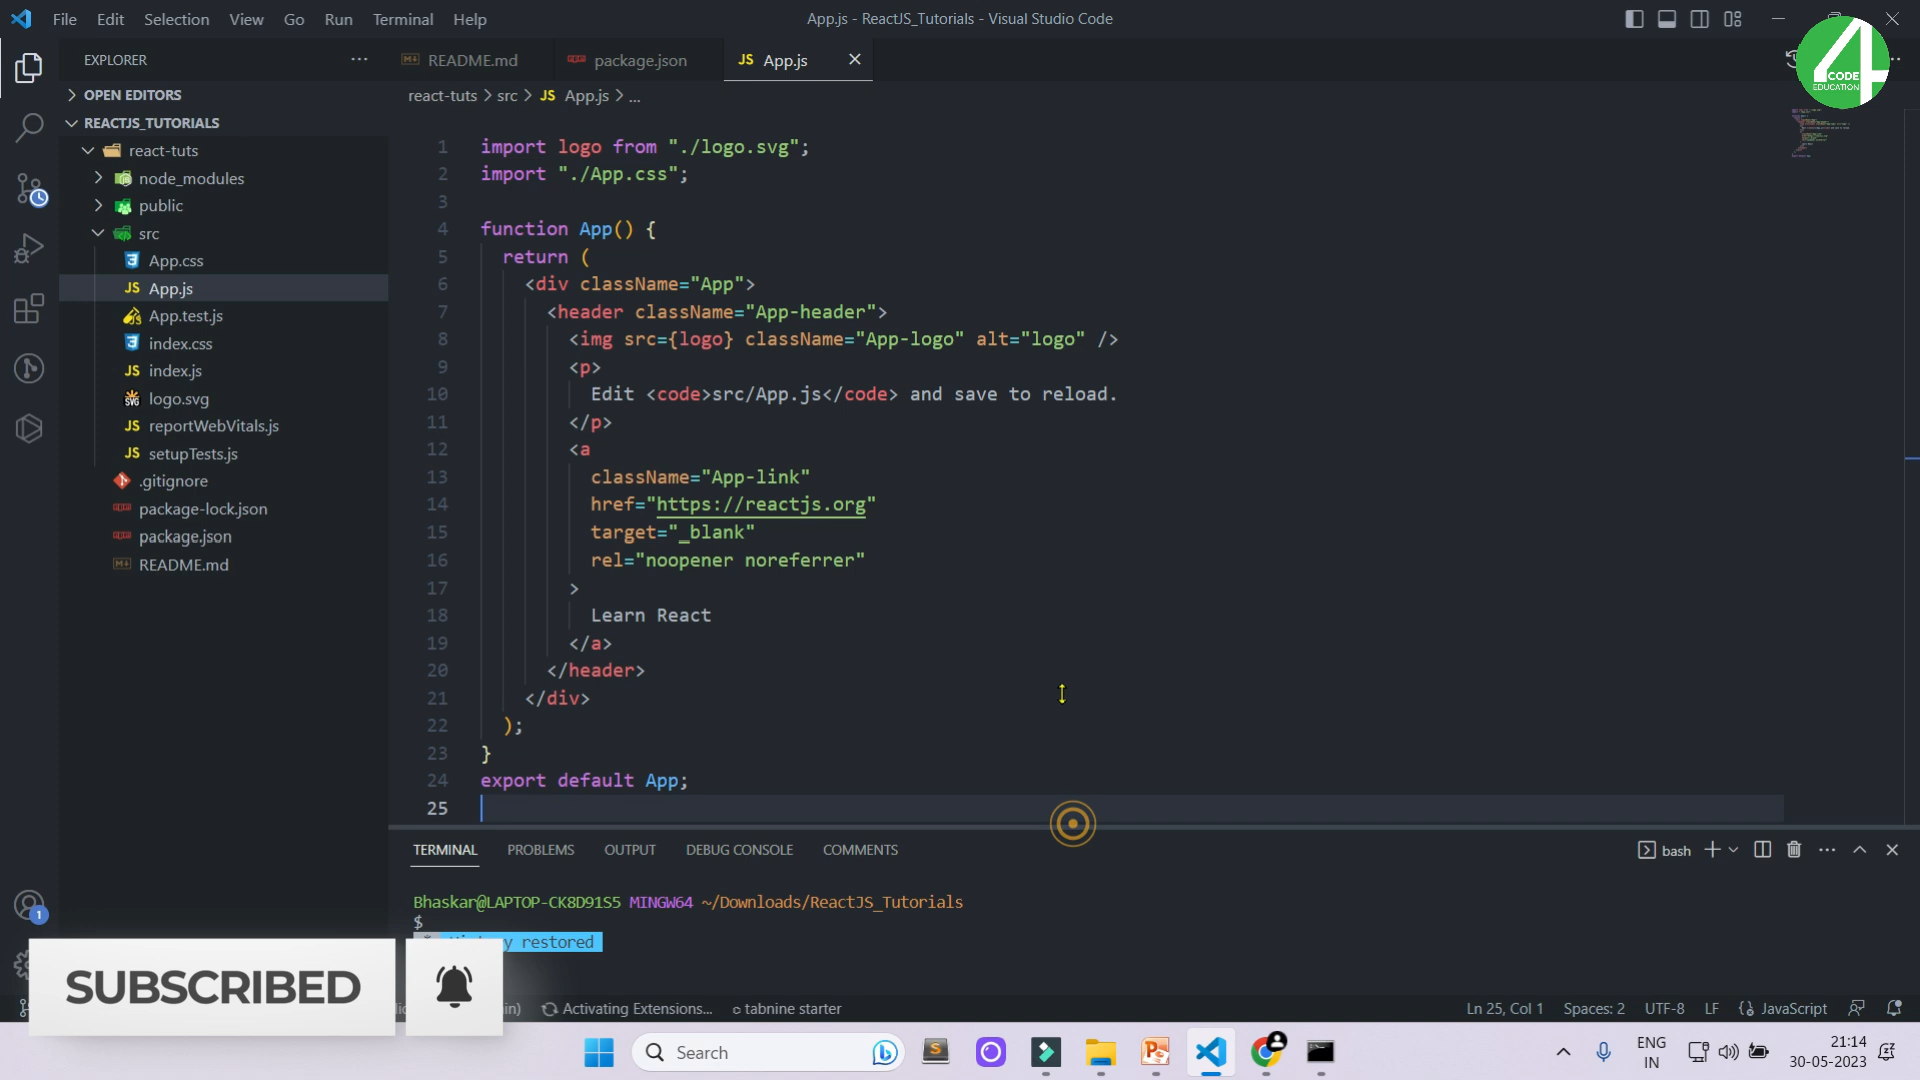 File Edit Selection View Go Run Terminal Help
App.js - ReactJS_Tutorials - Visual Studio Code
4
CODE
EDUCATION
EXPLORER
README.md
package.json
JS App.js
OPEN EDITORS
REACTJS_TUTORIALS
react-tuts
node_modules
public
src
App.css
JS App.js
App.test.js
index.css
JS index.js
logo.svg
JS reportWebVitals.js
JS setupTests.js
.gitignore
package-lock.json
package.json
README.md
react-tuts > src > JS App.js > ...
1 import logo from "./logo.svg";
2 import "./App.css";
3
4 function App() {
5 return (
6 <div className="App">
7 <header className="App-header">
8 <img src={logo} className="App-logo" alt="logo" />
9 <p>
10 Edit <code>src/App.js</code> and save to reload.
11 </p>
12 <a
13 className="App-link"
14 href="https://reactjs.org"
15 target="_blank"
16 rel="noopener noreferrer"
17 >
18 Learn React
19 </a>
20 </header>
21 </div>
22 );
23 }
24 export default App;
25
TERMINAL PROBLEMS OUTPUT DEBUG CONSOLE COMMENTS
bash
Bhaskar@LAPTOP-CK8D91S5 MINGW64 ~/Downloads/ReactJS_Tutorials
$
restored
1
SUBSCRIBED
Activating Extensions...
tabnine starter
Ln 25, Col 1 Spaces: 2 UTF-8 LF {} JavaScript
Search
ENG
IN
21:14
30-05-2023